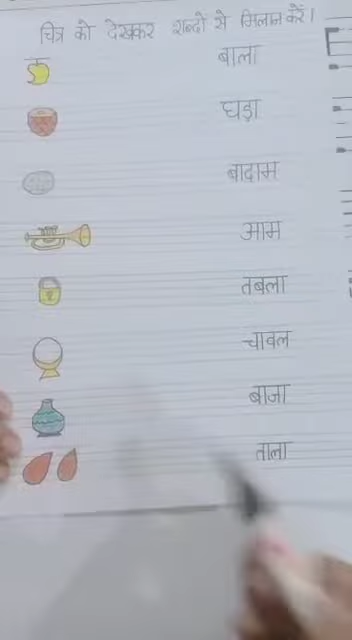 चित्र को देखकर शब्दों से मिलान करें।
बाला
घड़ा
बादाम
आम
तबला
चावल
बाजा
ताला